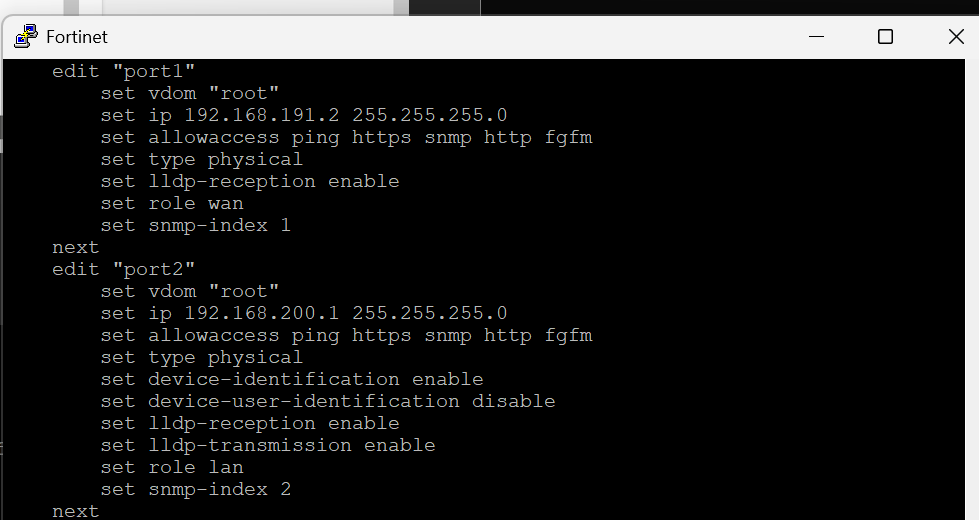 Fortinet
edit "port1"
set vdom "root"
set ip 192.168.191.2 255.255.255.0
set allowaccess ping https snmp http fgfm
set type physical
set lldp-reception enable
set role wan
set snmp-index 1
next
edit "port2"
set vdom "root"
set ip 192.168.200.1 255.255.255.0
set allowaccess ping https snmp http fgfm
set type physical
set device-identification enable
set device-user-identification disable
set lldp-reception enable
set lldp-transmission enable
set role lan
set snmp-index 2
next